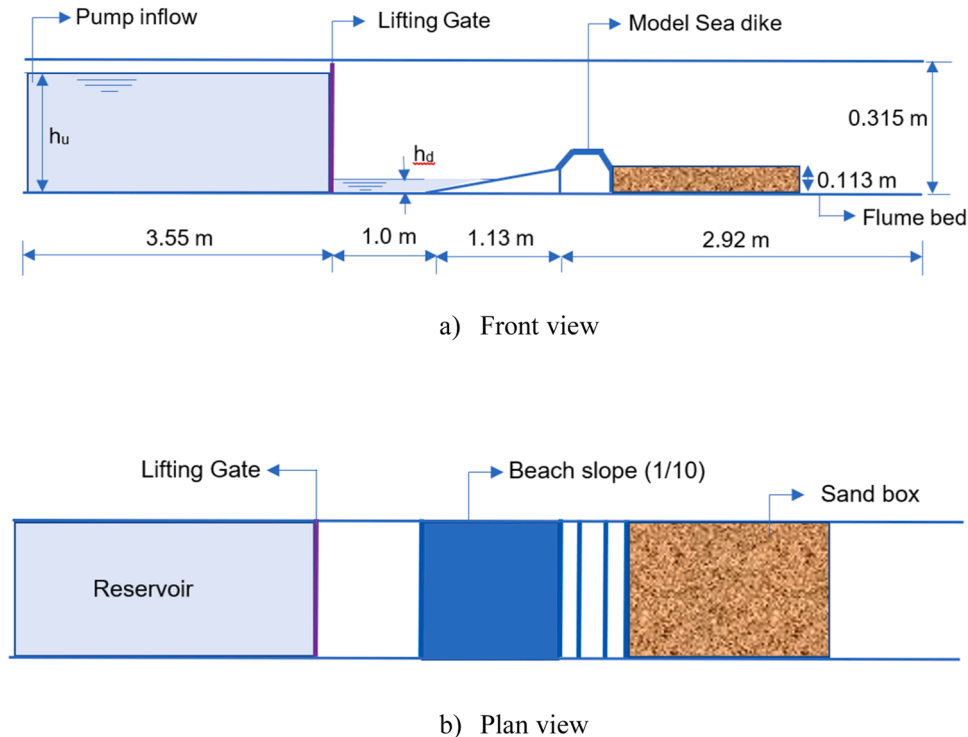 Pump inflow
Lifting Gate
Model Sea dike
hu
hd
0.315 m
0.113 m
Flume bed
3.55 m
1.0 m
1.13 m
2.92 m
a) Front view
Lifting Gate
Beach slope (1/10)
Sand box
Reservoir
b) Plan view